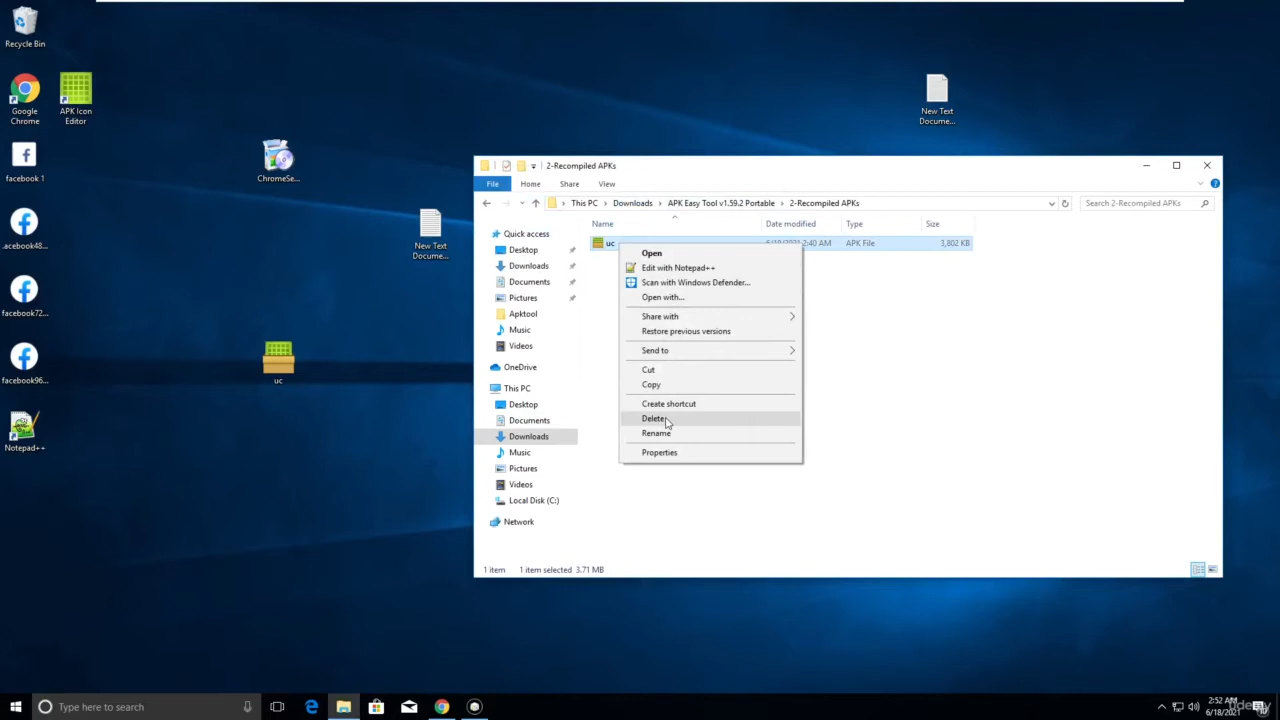 Recycle Bin
Google
Chrome
APK Icon
Editor
facebook 1
.acebook48...
facebook72...
facebook96...
Notepad++
ChromeSe...
New Text
Docume...
uc
New Text
Docume...
2-Recompiled APKs
File
Home
Share
View
This PC
Downloads
APK Easy Tool v1.59.2 Portable
2-Recompiled APKs
Search 2-Recompiled APKs
Name
Date modified
Type
Size
uc
6/18/2021 2:40 AM
APK File
3,802 KB
Quick access
Desktop
Downloads
Documents
Pictures
Apktool
Music
Videos
OneDrive
This PC
Desktop
Documents
Downloads
Music
Pictures
Videos
Local Disk (C:)
Network
Open
Edit with Notepad++
Scan with Windows Defender...
Open with...
Share with
Restore previous versions
Send to
Cut
Copy
Create shortcut
Delete
Rename
Properties
1 item
1 item selected 3.71 MB
Type here to search
2:52 AM
6/18/2021